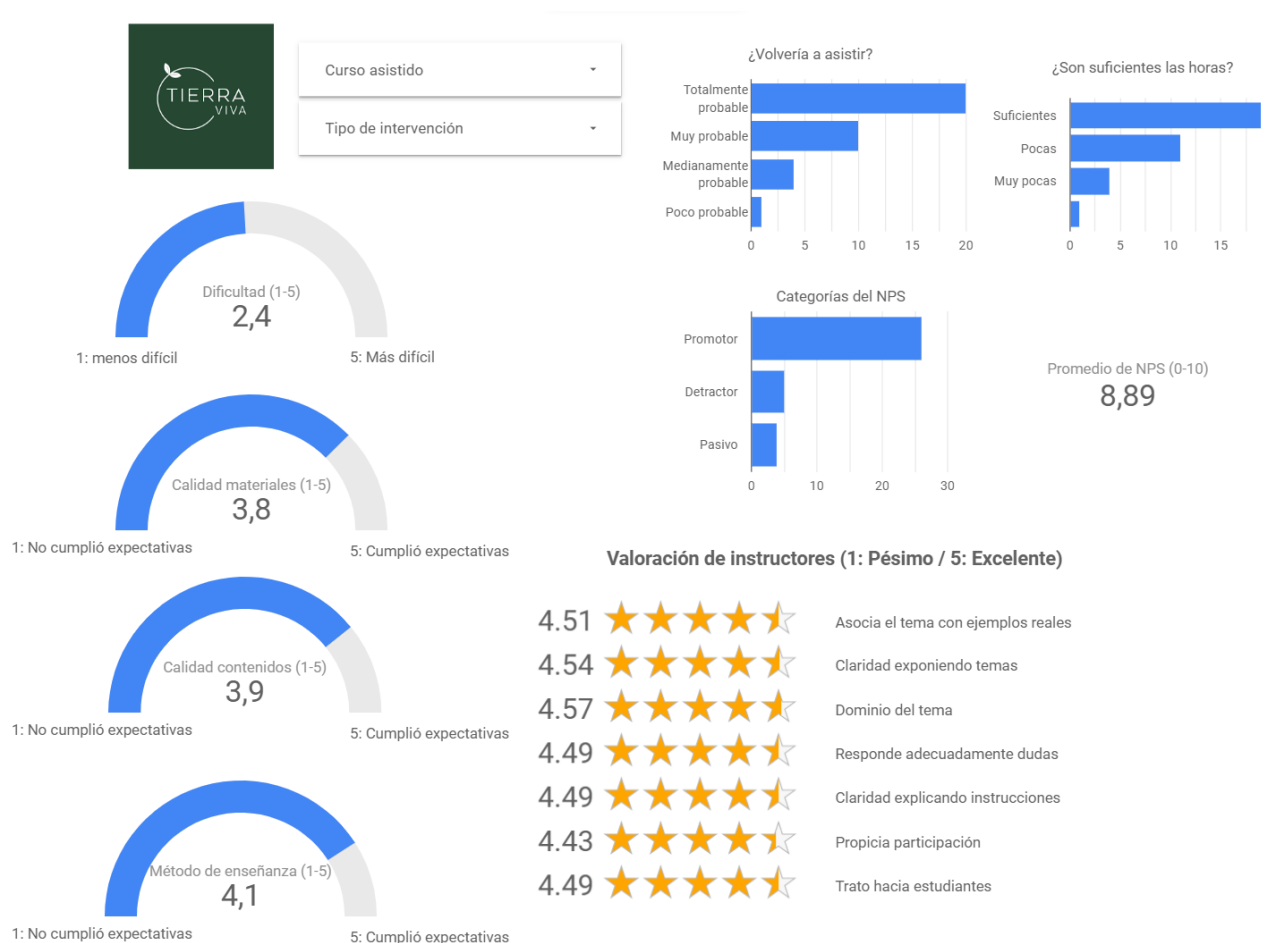 TIERRA
VIVA
Curso asistido
Tipo de intervención
Dificultad (1-5)
2,4
1: menos difícil
5: Más difícil
Calidad materiales (1-5)
3,8
1: No cumplió expectativas
5: Cumplió expectativas
Calidad contenidos (1-5)
3,9
1: No cumplió expectativas
5: Cumplió expectativas
Método de enseñanza (1-5)
4,1
1: No cumplió expectativas
5: Cumplió expectativas
¿Volvería a asistir?
Totalmente
probable
Muy probable
Medianamente
probable
Poco probable
0 5 10 15 20
¿Son suficientes las horas?
Suficientes
Pocas
Muy pocas
0 5 10 15
Categorías del NPS
Promotor
Detractor
Pasivo
0 10 20 30
Promedio de NPS (0-10)
8,89
Valoración de instructores (1: Pésimo / 5: Excelente)
4.51 Asocia el tema con ejemplos reales
4.54 Claridad exponiendo temas
4.57 Dominio del tema
4.49 Responde adecuadamente dudas
4.49 Claridad explicando instrucciones
4.43 Propicia participación
4.49 Trato hacia estudiantes